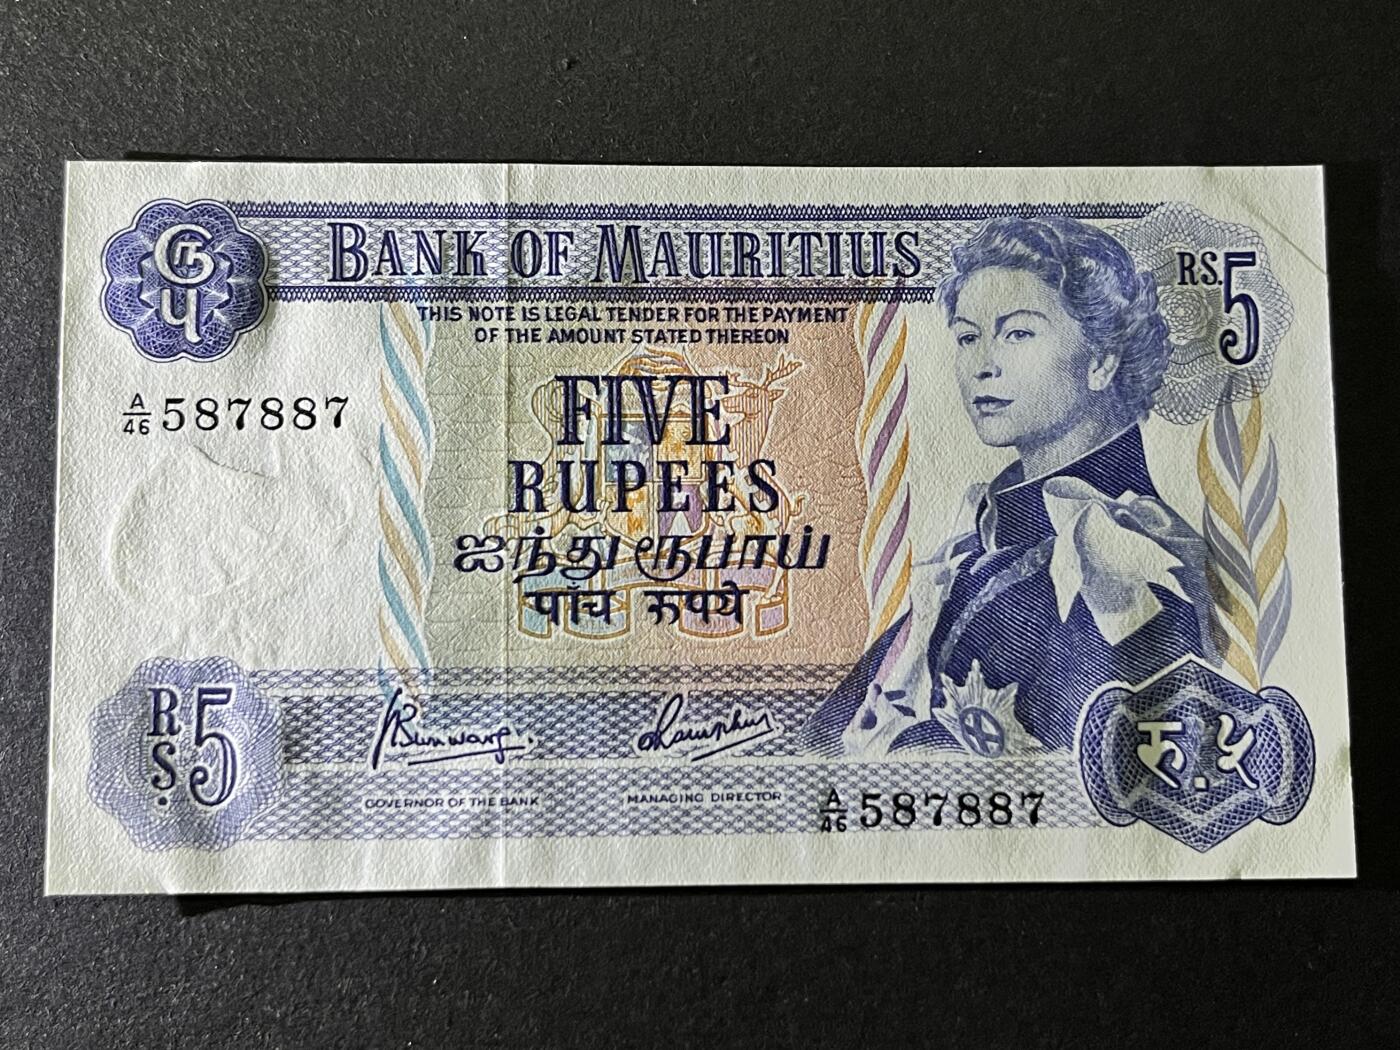 BANK OF MAURITIUS
RS.5
THIS NOTE IS LEGAL TENDER FOR THE PAYMENT
OF THE AMOUNT STATED THEREON
ரூ
௫
A/46 587887
FIVE
RUPEES
ஐந்து ரூபாய்
पांच रूपये
RS. 5
GOVERNOR OF THE BANK
MANAGING DIRECTOR
A/46 587887
रु. ५